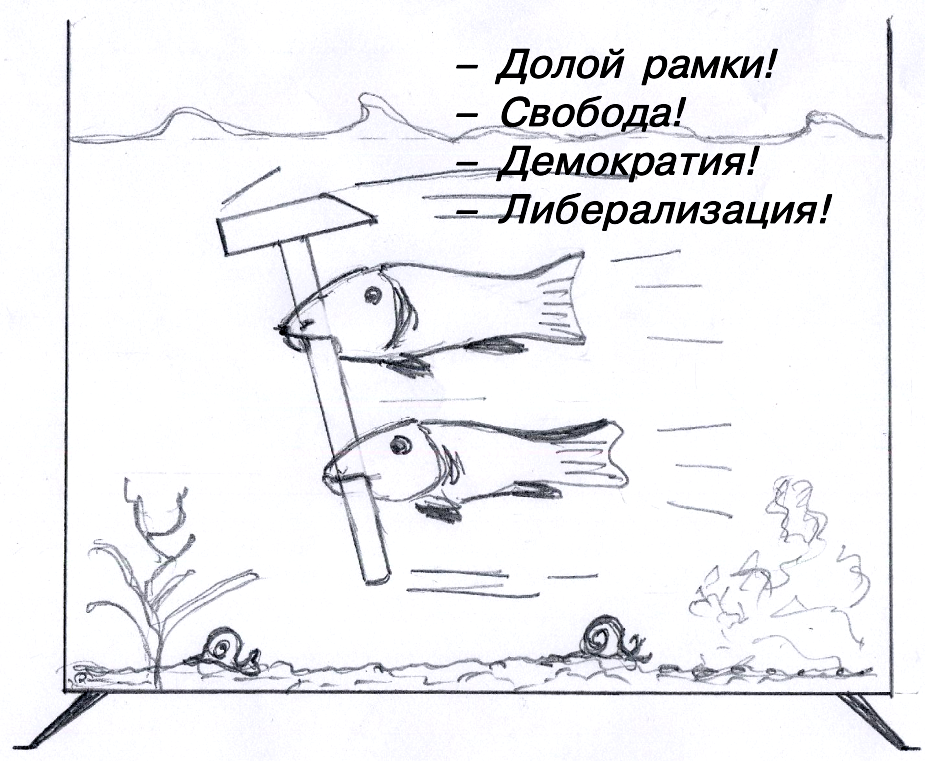 – Долой рамки!
– Свобода!
– Демократия!
– Либерализация!